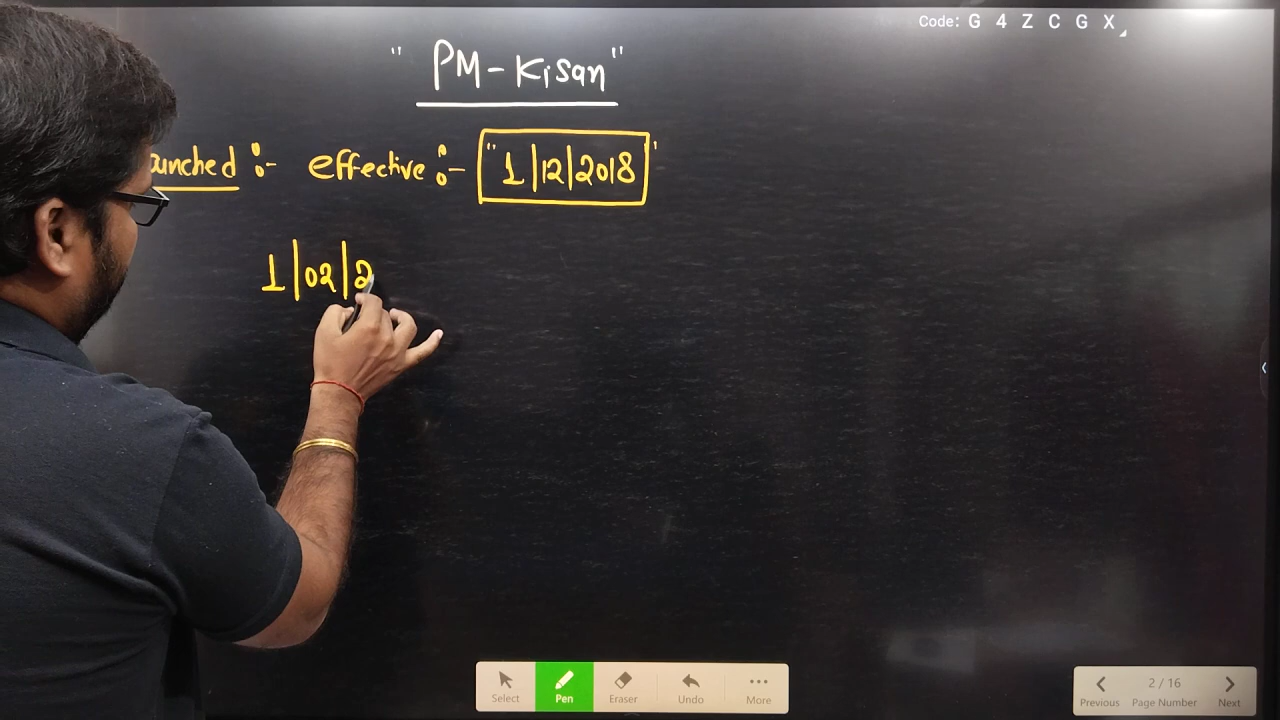 Code: G 4 Z C G X
" PM-Kisan "
aunched :- effective :- "1|12|2018"
1|02|2
Select Pen Eraser Undo More
2 / 16
Previous Page Number Next